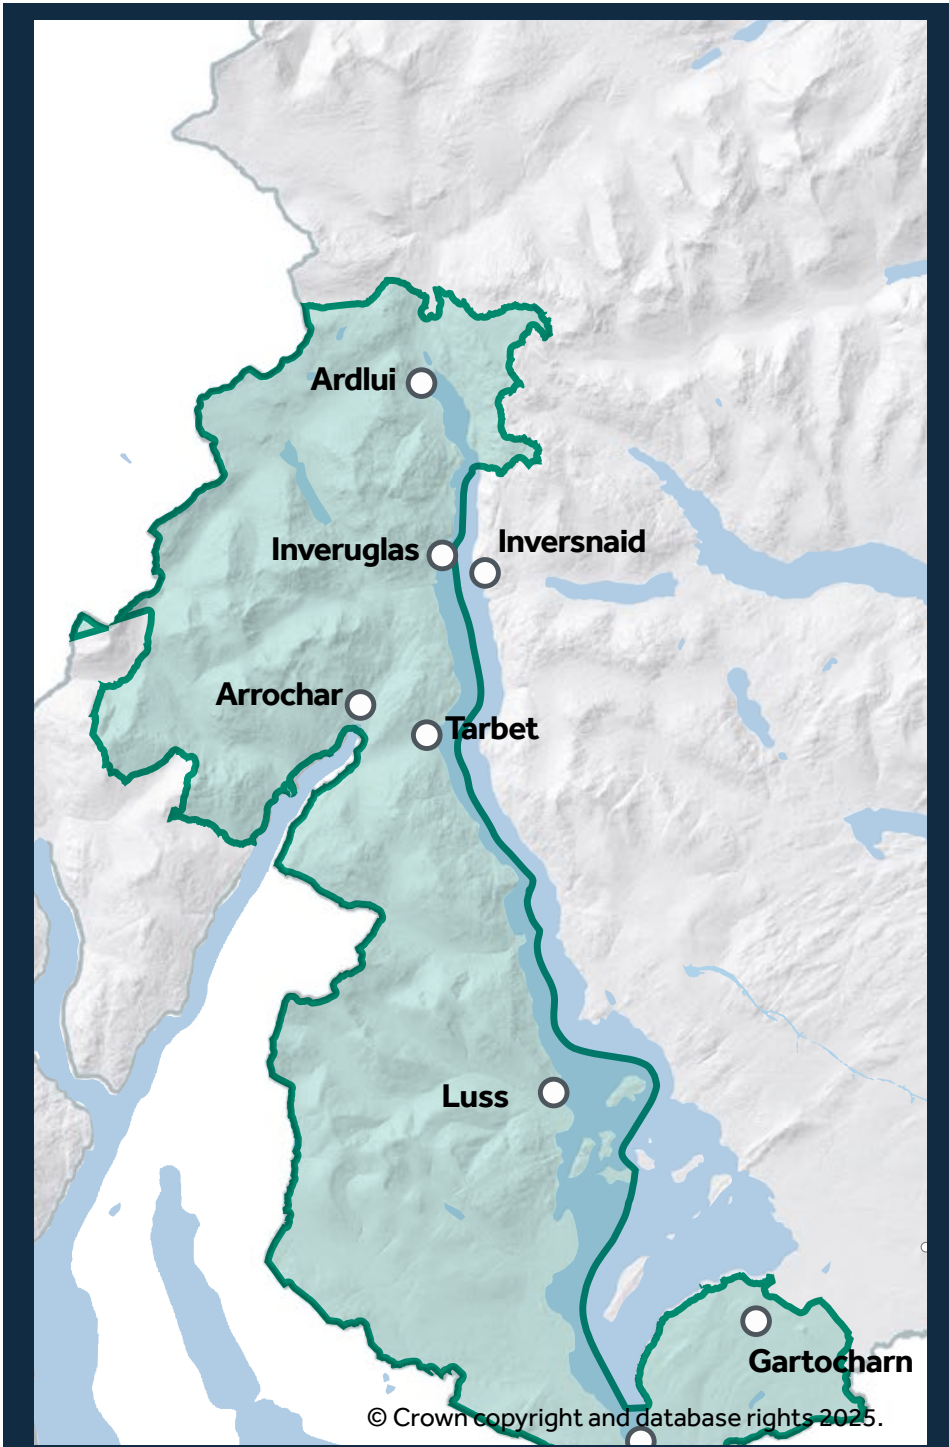 Ardlui
Inversnaid
Inveruglas
Arrochar
Tarbet
Luss
Gartocharn
© Crown copyright and database rights 2025.